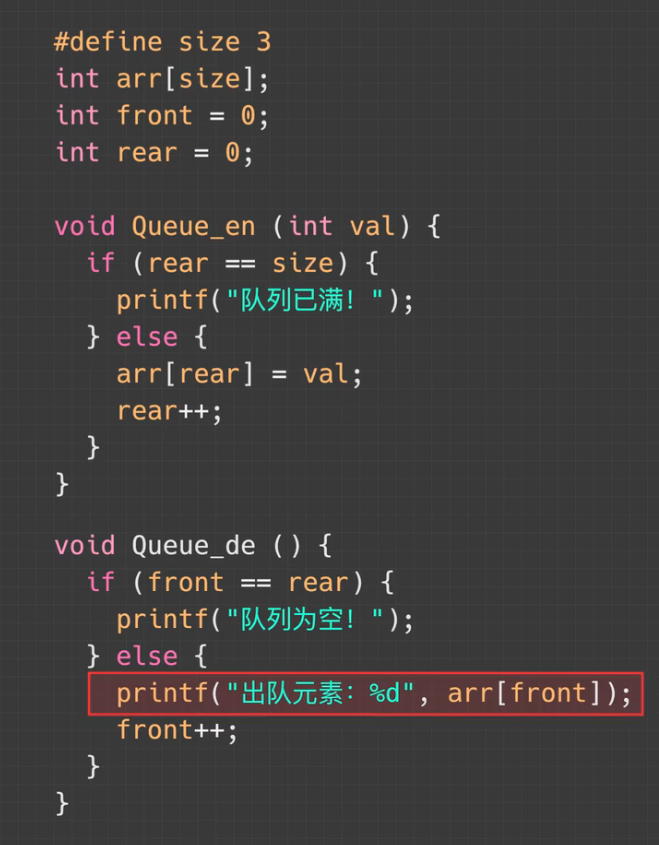 #define size 3
int arr[size];
int front = 0;
int rear = 0;
void Queue_en (int val) {
if (rear == size) {
printf("队列已满！");
} else {
arr[rear] = val;
rear++;
}
}
void Queue_de () {
if (front == rear) {
printf("队列为空！");
} else {
printf("出队元素：%d", arr[front]);
front++;
}
}